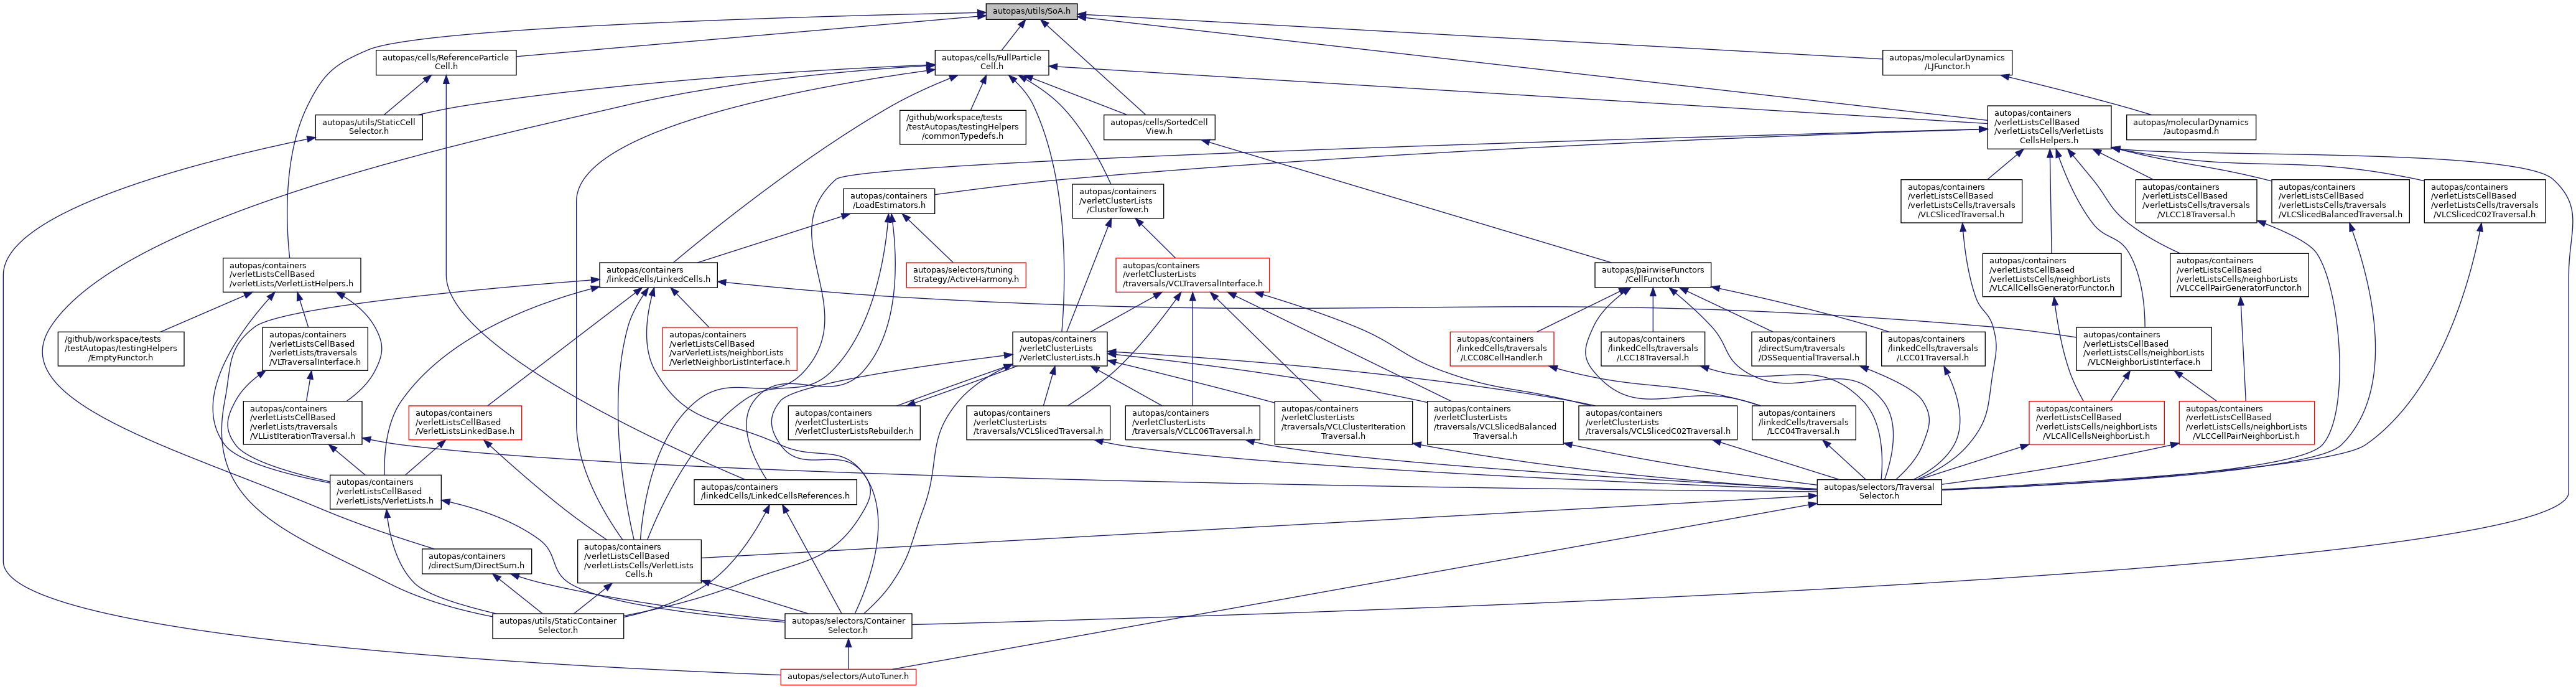 autopas/utils/SoA.h
autopas/cells/ReferenceParticle
Cell.h
autopas/cells/FullParticle
Cell.h
autopas/molecularDynamics
/LJFunctor.h
autopas/utils/StaticCell
Selector.h
/github/workspace/tests
/testAutopas/testingHelpers
/commonTypedefs.h
autopas/cells/SortedCell
View.h
autopas/containers
/verletListsCellBased
/verletListsCells/VerletLists
CellsHelpers.h
autopas/molecularDynamics
/autopasmd.h
autopas/containers
/LoadEstimators.h
autopas/containers
/verletClusterLists
/ClusterTower.h
autopas/containers
/verletListsCellBased
/verletListsCells/traversals
/VLCSlicedTraversal.h
autopas/containers
/verletListsCellBased
/verletListsCells/traversals
/VLCC18Traversal.h
autopas/containers
/verletListsCellBased
/verletListsCells/traversals
/VLCSlicedBalancedTraversal.h
autopas/containers
/verletListsCellBased
/verletListsCells/traversals
/VLCSlicedC02Traversal.h
autopas/containers
/verletListsCellBased
/verletLists/VerletListHelpers.h
autopas/containers
/linkedCells/LinkedCells.h
autopas/selectors/tuning
Strategy/ActiveHarmony.h
autopas/containers
/verletClusterLists
/traversals/VCLTraversalInterface.h
autopas/pairwiseFunctors
/CellFunctor.h
autopas/containers
/verletListsCellBased
/verletListsCells/neighborLists
/VLCAllCellsGeneratorFunctor.h
autopas/containers
/verletListsCellBased
/verletListsCells/neighborLists
/VLCCellPairGeneratorFunctor.h
/github/workspace/tests
/testAutopas/testingHelpers
/EmptyFunctor.h
autopas/containers
/verletListsCellBased
/verletLists/traversals
/VLTraversalInterface.h
autopas/containers
/verletListsCellBased
/varVerletLists/neighborLists
/VerletNeighborListInterface.h
autopas/containers
/verletClusterLists
/VerletClusterLists.h
autopas/containers
/linkedCells/traversals
/LCC08CellHandler.h
autopas/containers
/linkedCells/traversals
/LCC18Traversal.h
autopas/containers
/directSum/traversals
/DSSequentialTraversal.h
autopas/containers
/linkedCells/traversals
/LCC01Traversal.h
autopas/containers
/verletListsCellBased
/verletListsCells/neighborLists
/VLCNeighborListInterface.h
autopas/containers
/verletListsCellBased
/verletLists/traversals
/VLListIterationTraversal.h
autopas/containers
/verletListsCellBased
/VerletListsLinkedBase.h
autopas/containers
/verletClusterLists
/VerletClusterListsRebuilder.h
autopas/containers
/verletClusterLists
/traversals/VCLSlicedTraversal.h
autopas/containers
/verletClusterLists
/traversals/VCLC06Traversal.h
autopas/containers
/verletClusterLists
/traversals/VCLClusterIteration
Traversal.h
autopas/containers
/verletClusterLists
/traversals/VCLSlicedBalanced
Traversal.h
autopas/containers
/verletClusterLists
/traversals/VCLSlicedC02Traversal.h
autopas/containers
/linkedCells/traversals
/LCC04Traversal.h
autopas/containers
/verletListsCellBased
/verletListsCells/neighborLists
/VLCAllCellsNeighborList.h
autopas/containers
/verletListsCellBased
/verletListsCells/neighborLists
/VLCCellPairNeighborList.h
autopas/containers
/verletListsCellBased
/verletLists/VerletLists.h
autopas/containers
/linkedCells/LinkedCellsReferences.h
autopas/selectors/Traversal
Selector.h
autopas/containers
/directSum/DirectSum.h
autopas/containers
/verletListsCellBased
/verletListsCells/VerletLists
Cells.h
autopas/utils/StaticContainer
Selector.h
autopas/selectors/Container
Selector.h
autopas/selectors/AutoTuner.h